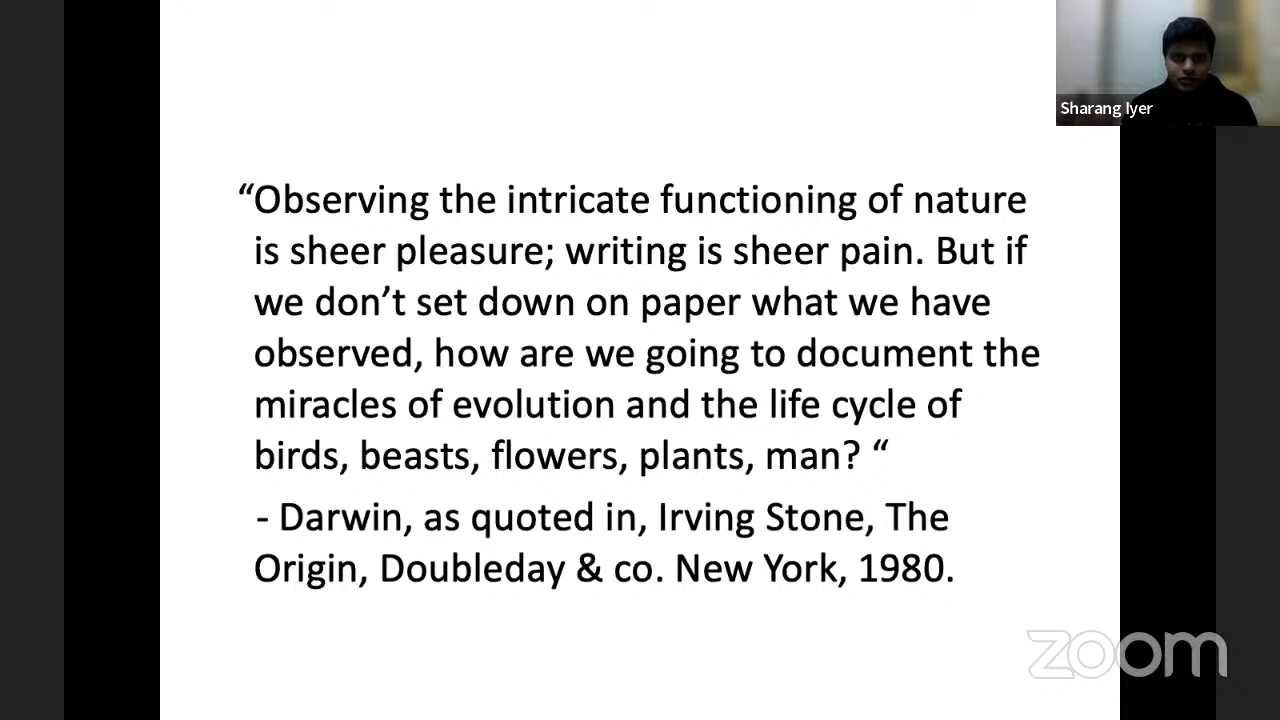 Sharang Iyer
“Observing the intricate functioning of nature
is sheer pleasure; writing is sheer pain. But if
we don’t set down on paper what we have
observed, how are we going to document the
miracles of evolution and the life cycle of
birds, beasts, flowers, plants, man? “
- Darwin, as quoted in, Irving Stone, The
Origin, Doubleday & co. New York, 1980.
zoom